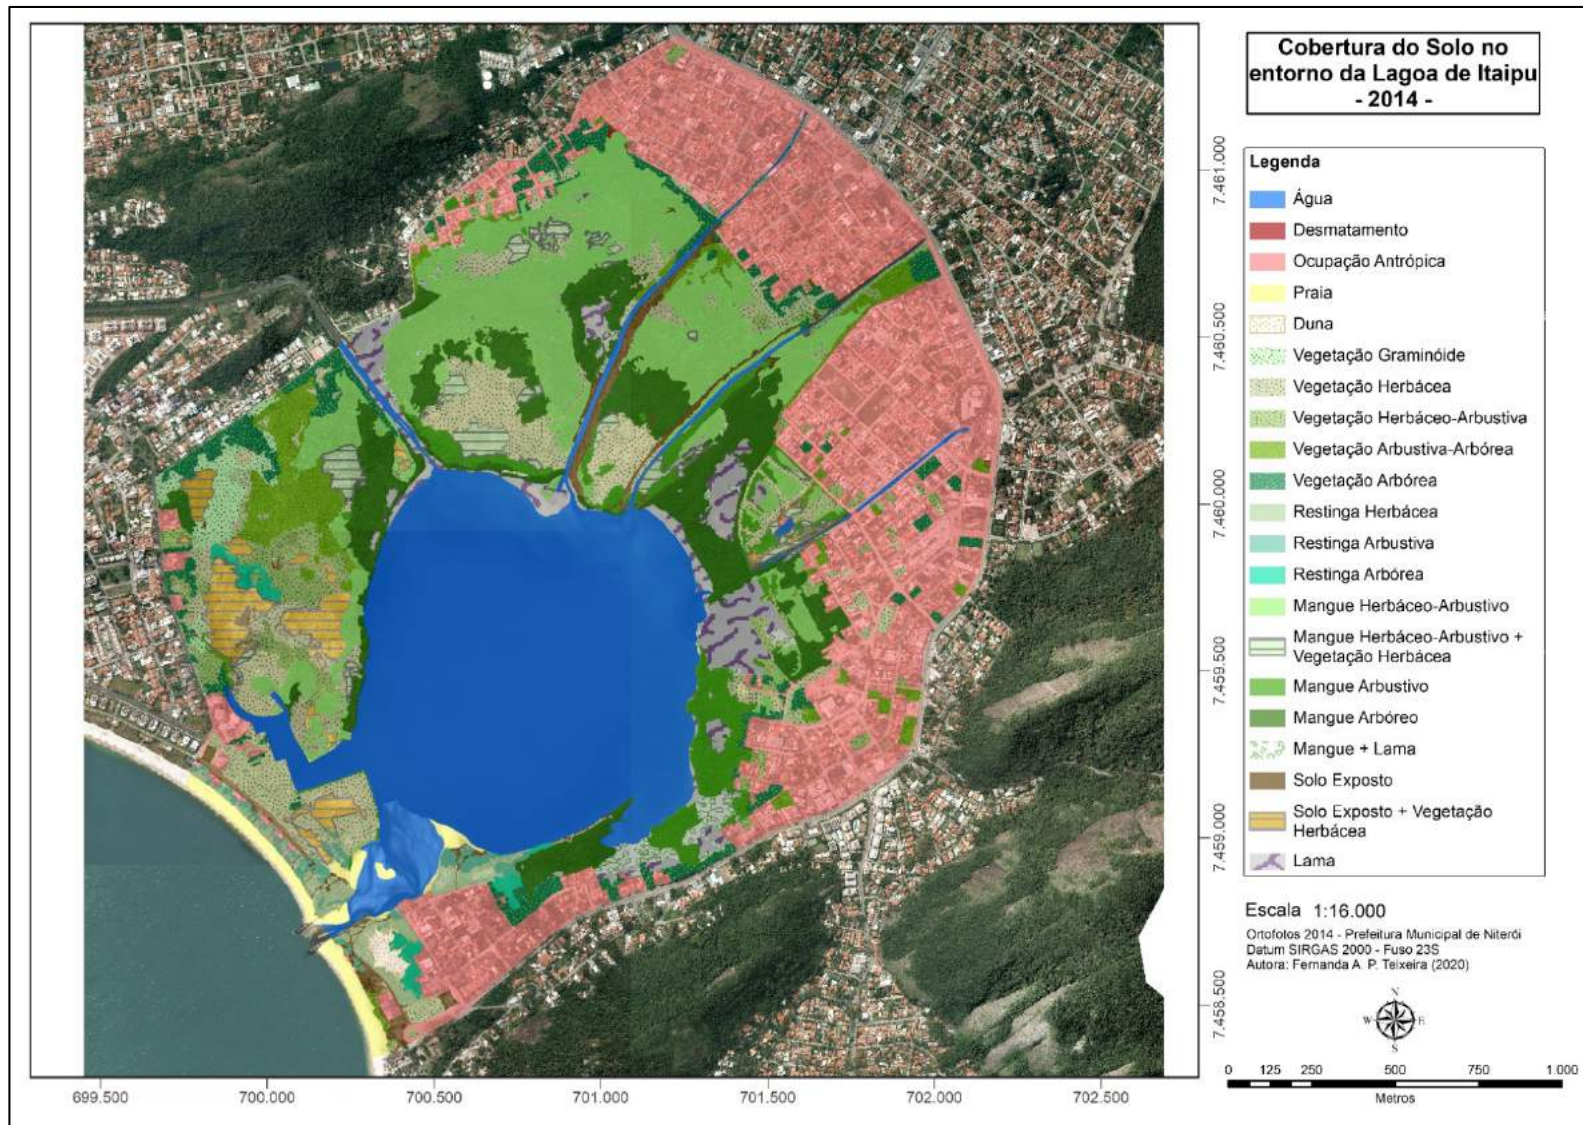 Cobertura do Solo no
entorno da Lagoa de Itaipu
- 2014 -
Legenda
Água
Desmatamento
Ocupação Antrópica
Praia
Duna
Vegetação Graminóide
Vegetação Herbácea
Vegetação Herbáceo-Arbustiva
Vegetação Arbustiva-Arbórea
Vegetação Arbórea
Restinga Herbácea
Restinga Arbustiva
Restinga Arbórea
Mangue Herbáceo-Arbustivo
Mangue Herbáceo-Arbustivo +
Vegetação Herbácea
Mangue Arbustivo
Mangue Arbóreo
Mangue + Lama
Solo Exposto
Solo Exposto + Vegetação
Herbácea
Lama
Escala 1:16.000
Ortofotos 2014 - Prefeitura Municipal de Niterói
Datum SIRGAS 2000 - Fuso 23S
Autora: Fernanda A. P. Teixeira (2020)
N
W E
S
0 125 250 500 750 1.000
Metros
7.461.000
7.460.500
7.460.000
7.459.500
7.459.000
7.458.500
699.500 700.000 700.500 701.000 701.500 702.000 702.500